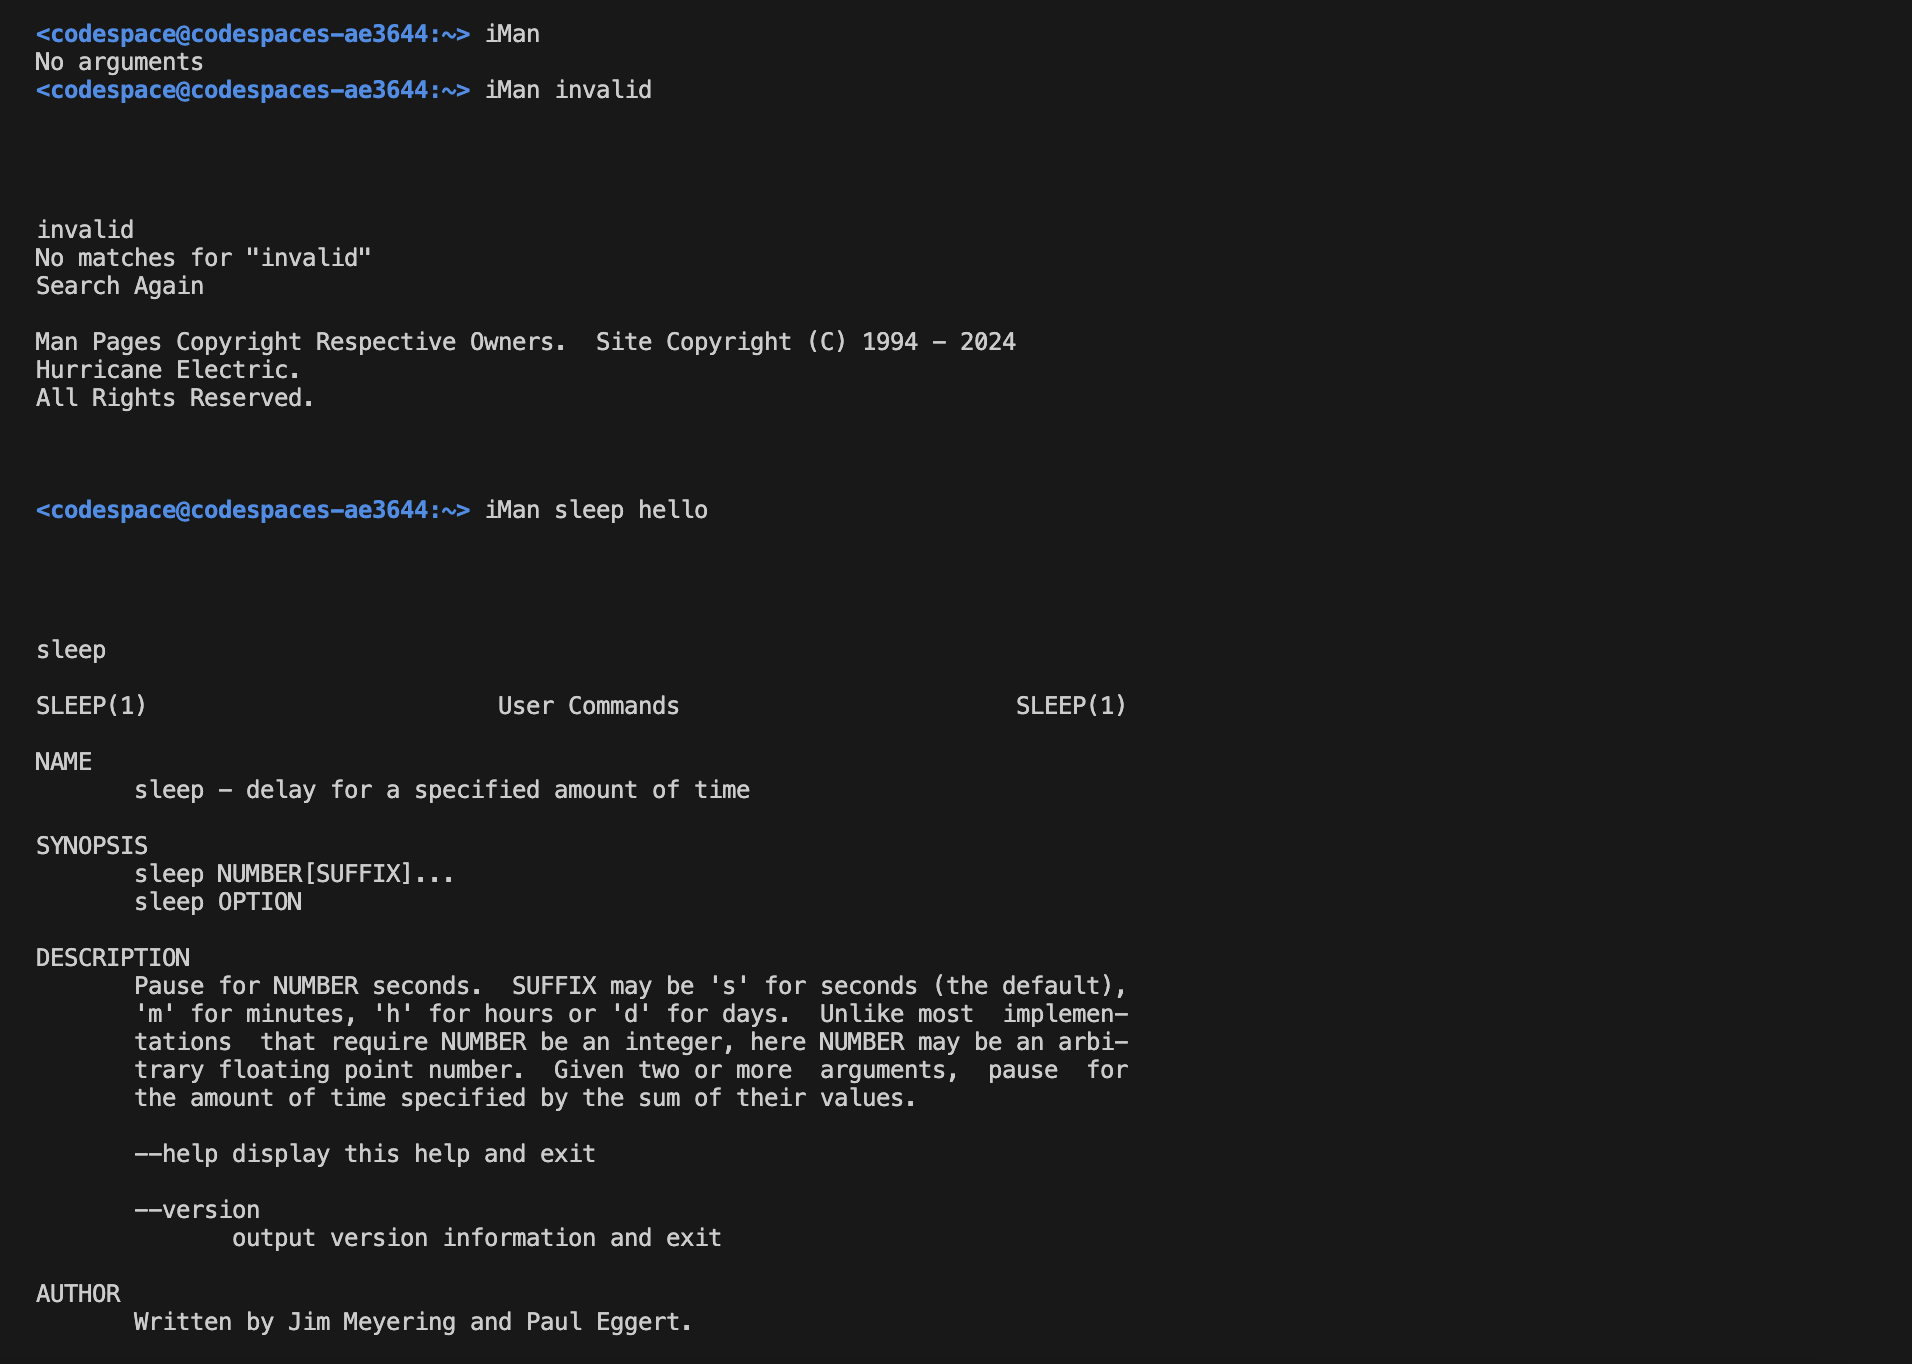 <codespace@codespaces-ae3644:~> iMan
No arguments
<codespace@codespaces-ae3644:~> iMan invalid
invalid
No matches for "invalid"
Search Again
Man Pages Copyright Respective Owners.  Site Copyright (C) 1994 - 2024
Hurricane Electric.
All Rights Reserved.
<codespace@codespaces-ae3644:~> iMan sleep hello
sleep
SLEEP(1)                         User Commands                        SLEEP(1)
NAME
       sleep - delay for a specified amount of time
SYNOPSIS
       sleep NUMBER[SUFFIX]...
       sleep OPTION
DESCRIPTION
       Pause for NUMBER seconds.  SUFFIX may be 's' for seconds (the default),
       'm' for minutes, 'h' for hours or 'd' for days.  Unlike most  implemen-
       tations  that require NUMBER be an integer, here NUMBER may be an arbi-
       trary floating point number.  Given two or more  arguments,  pause  for
       the amount of time specified by the sum of their values.
       --help display this help and exit
       --version
              output version information and exit
AUTHOR
       Written by Jim Meyering and Paul Eggert.